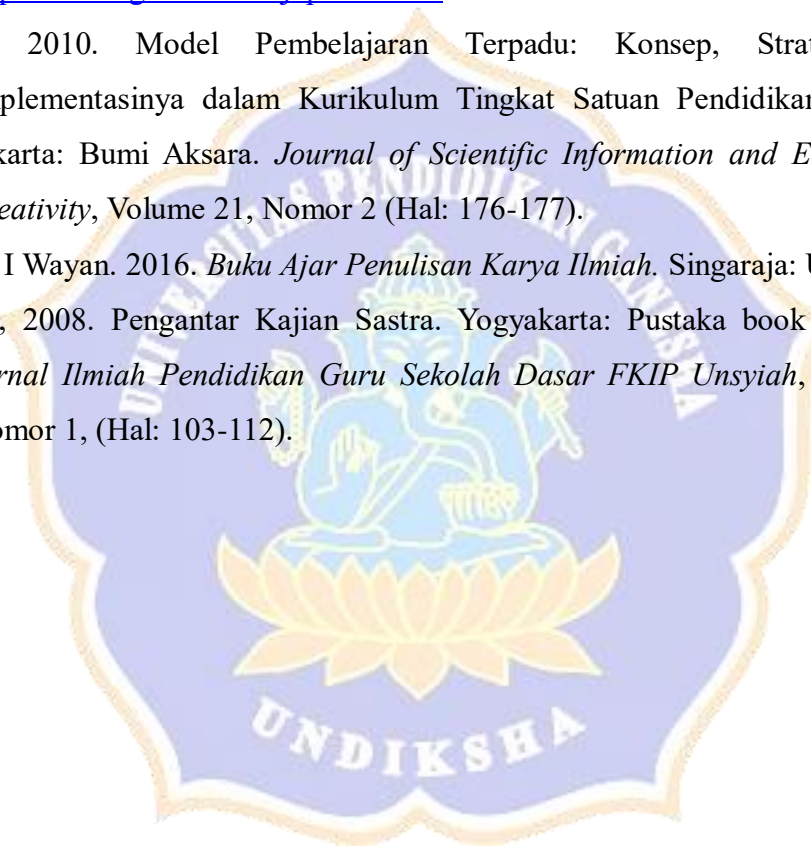 2010. Model Pembelajaran Terpadu: Konsep, Strat
plementasinya dalam Kurikulum Tingkat Satuan Pendidikan
karta: Bumi Aksara. Journal of Scientific Information and E
eativity, Volume 21, Nomor 2 (Hal: 176-177).
I Wayan. 2016. Buku Ajar Penulisan Karya Ilmiah. Singaraja: U
, 2008. Pengantar Kajian Sastra. Yogyakarta: Pustaka book
rnal Ilmiah Pendidikan Guru Sekolah Dasar FKIP Unsyiah,
omor 1, (Hal: 103-112).
UNIVERSITAS PENDIDIKAN GANESHA
UNDIKSHA